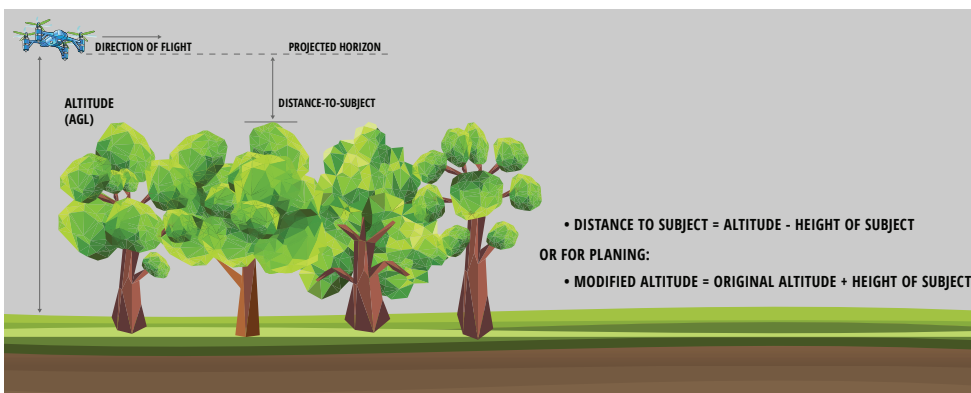 DIRECTION OF FLIGHT
PROJECTED HORIZON
ALTITUDE
(AGL)
DISTANCE-TO-SUBJECT
• DISTANCE TO SUBJECT = ALTITUDE - HEIGHT OF SUBJECT
OR FOR PLANING:
• MODIFIED ALTITUDE = ORIGINAL ALTITUDE + HEIGHT OF SUBJECT